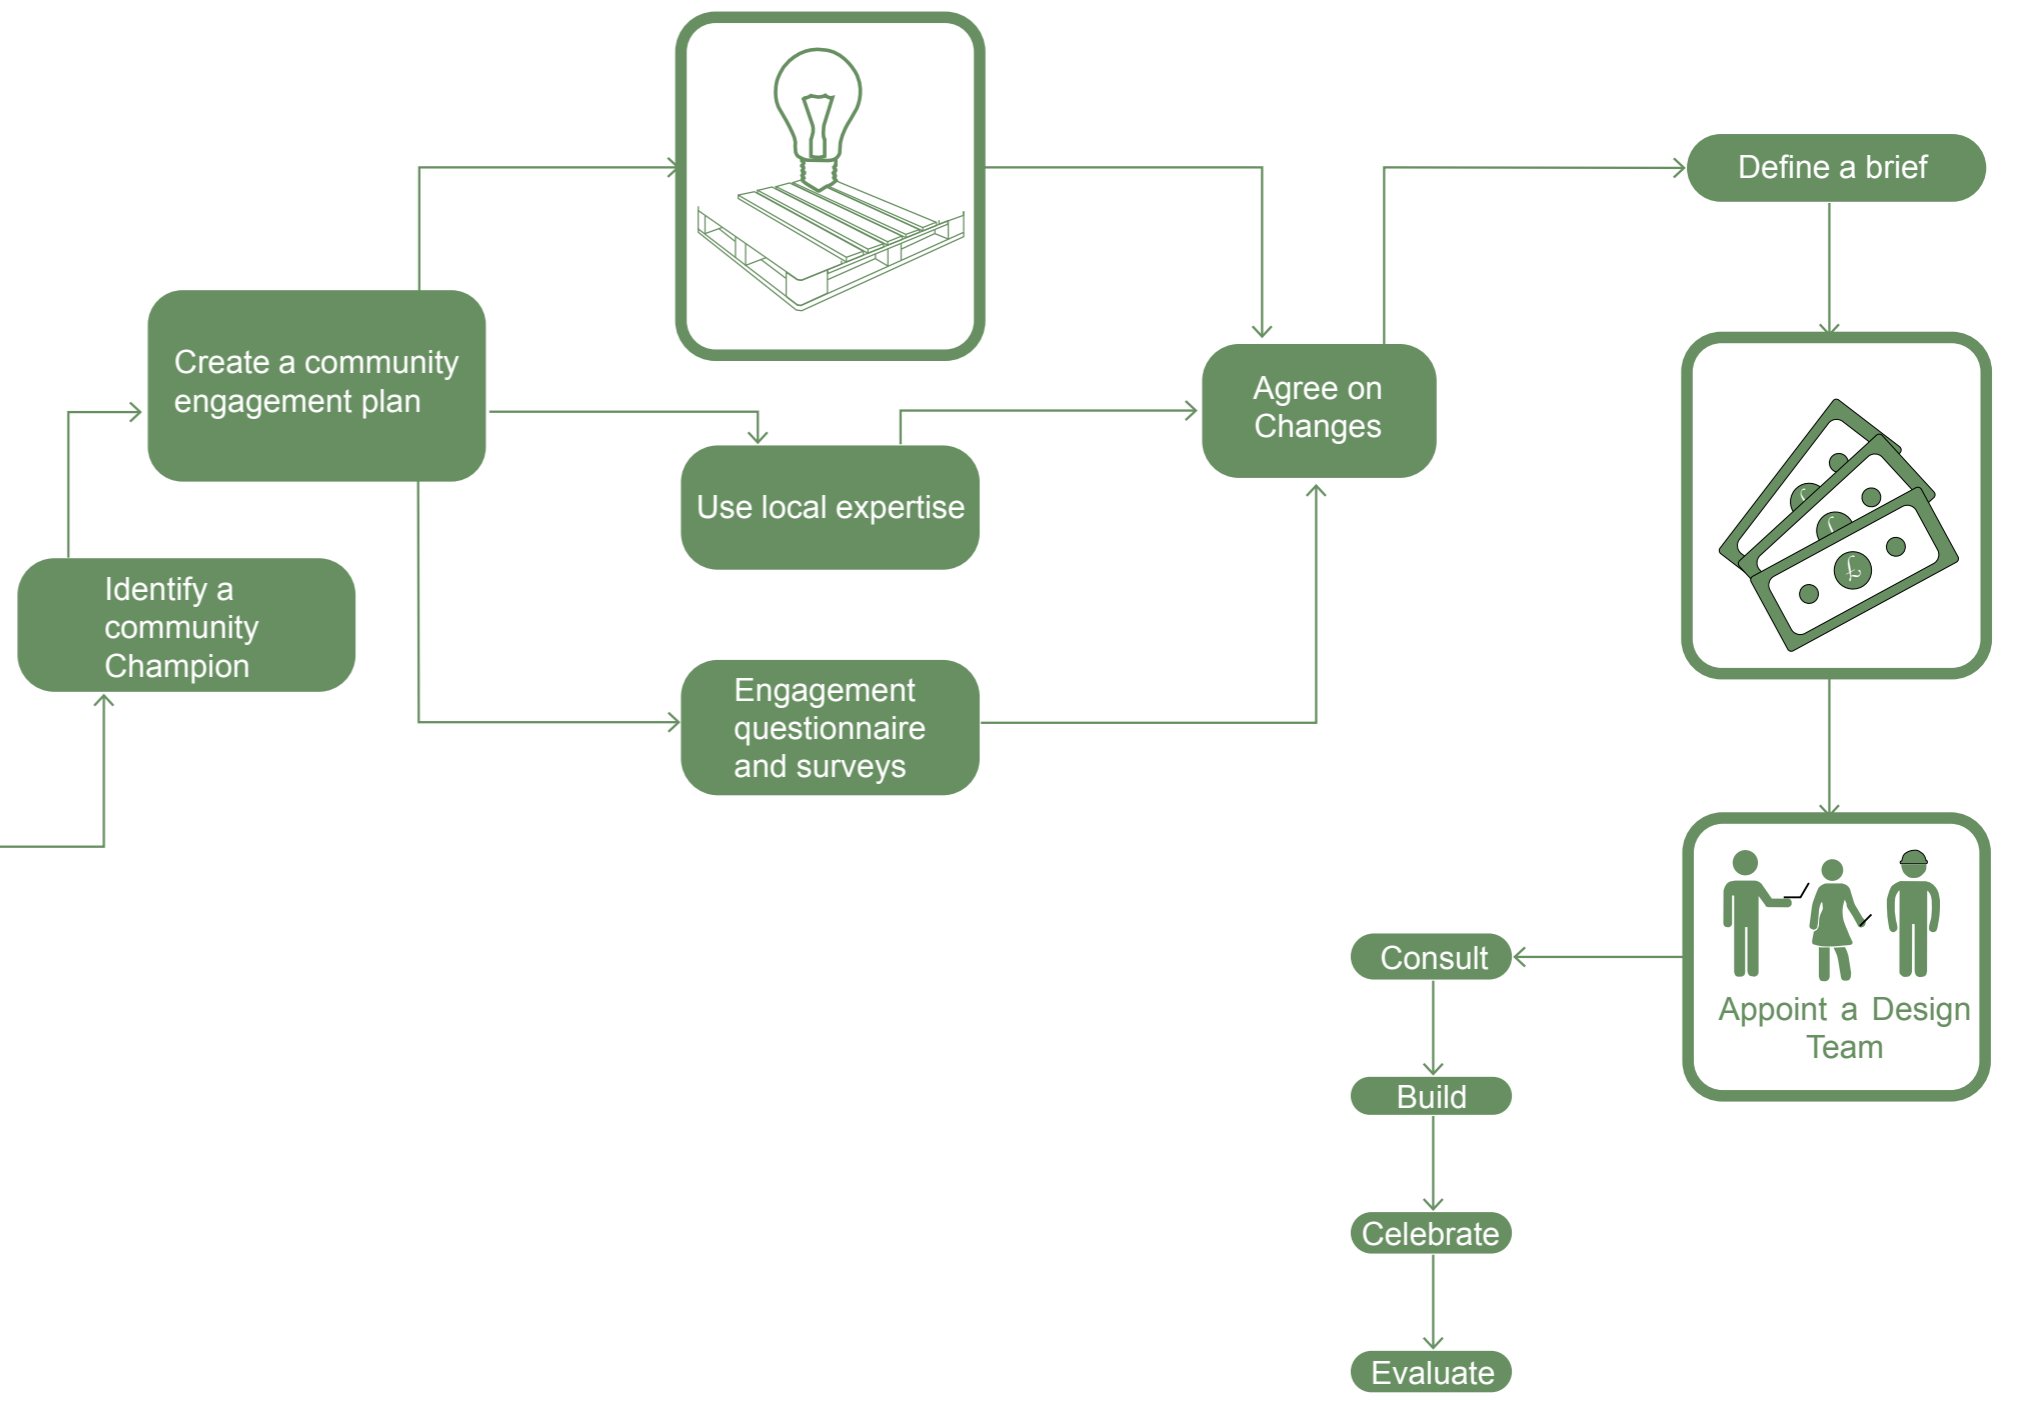 Define a brief
Create a community
engagement plan
Agree on
Changes
Use local expertise
Identify a
community
Champion
Engagement
questionnaire
and surveys
£
£
£
Appoint a Design
Team
Consult
Build
Celebrate
Evaluate